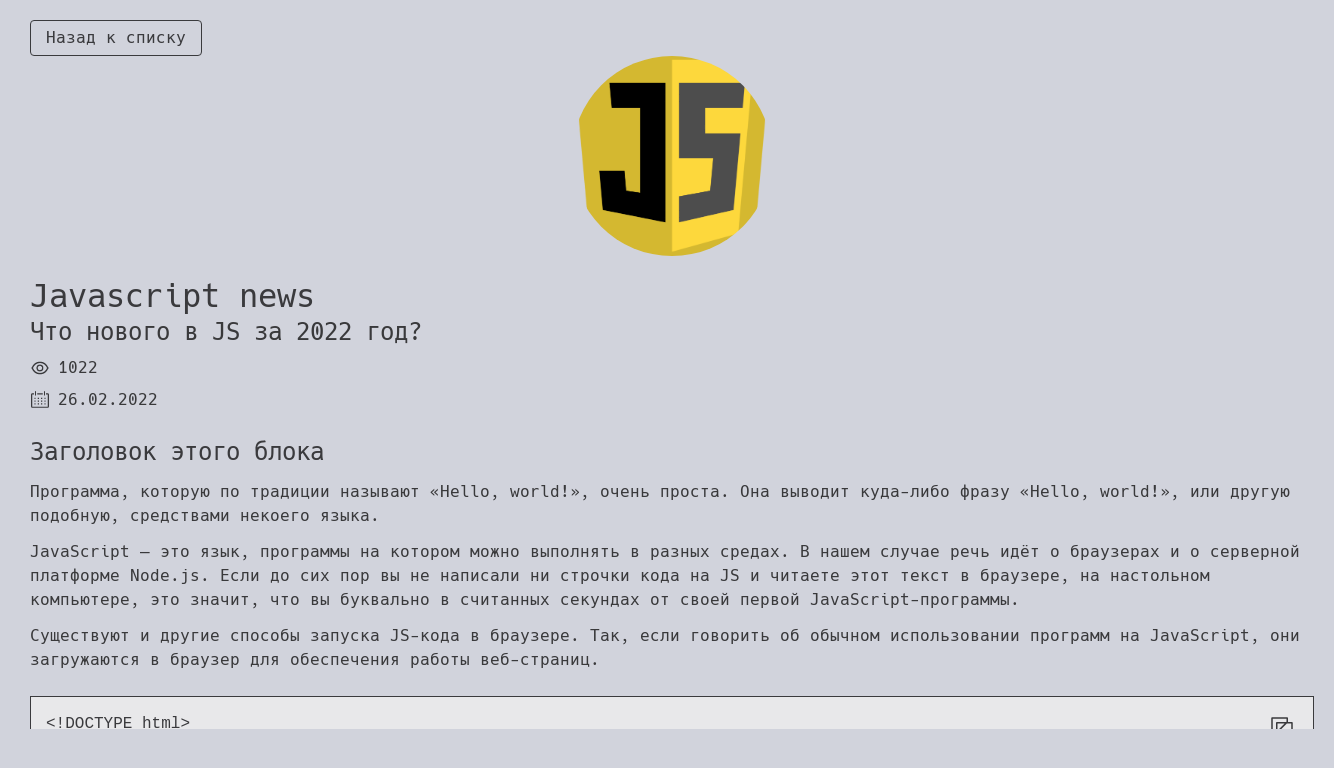 Назад к списку
JS
Javascript news
Что нового в JS за 2022 год?
1022
26.02.2022
Заголовок этого блока
Программа, которую по традиции называют «Hello, world!», очень проста. Она выводит куда-либо фразу «Hello, world!», или другую
подобную, средствами некоего языка.
JavaScript — это язык, программы на котором можно выполнять в разных средах. В нашем случае речь идёт о браузерах и о серверной
платформе Node.js. Если до сих пор вы не написали ни строчки кода на JS и читаете этот текст в браузере, на настольном
компьютере, это значит, что вы буквально в считанных секундах от своей первой JavaScript-программы.
Существуют и другие способы запуска JS-кода в браузере. Так, если говорить об обычном использовании программ на JavaScript, они
загружаются в браузер для обеспечения работы веб-страниц.
<!DOCTYPE html>